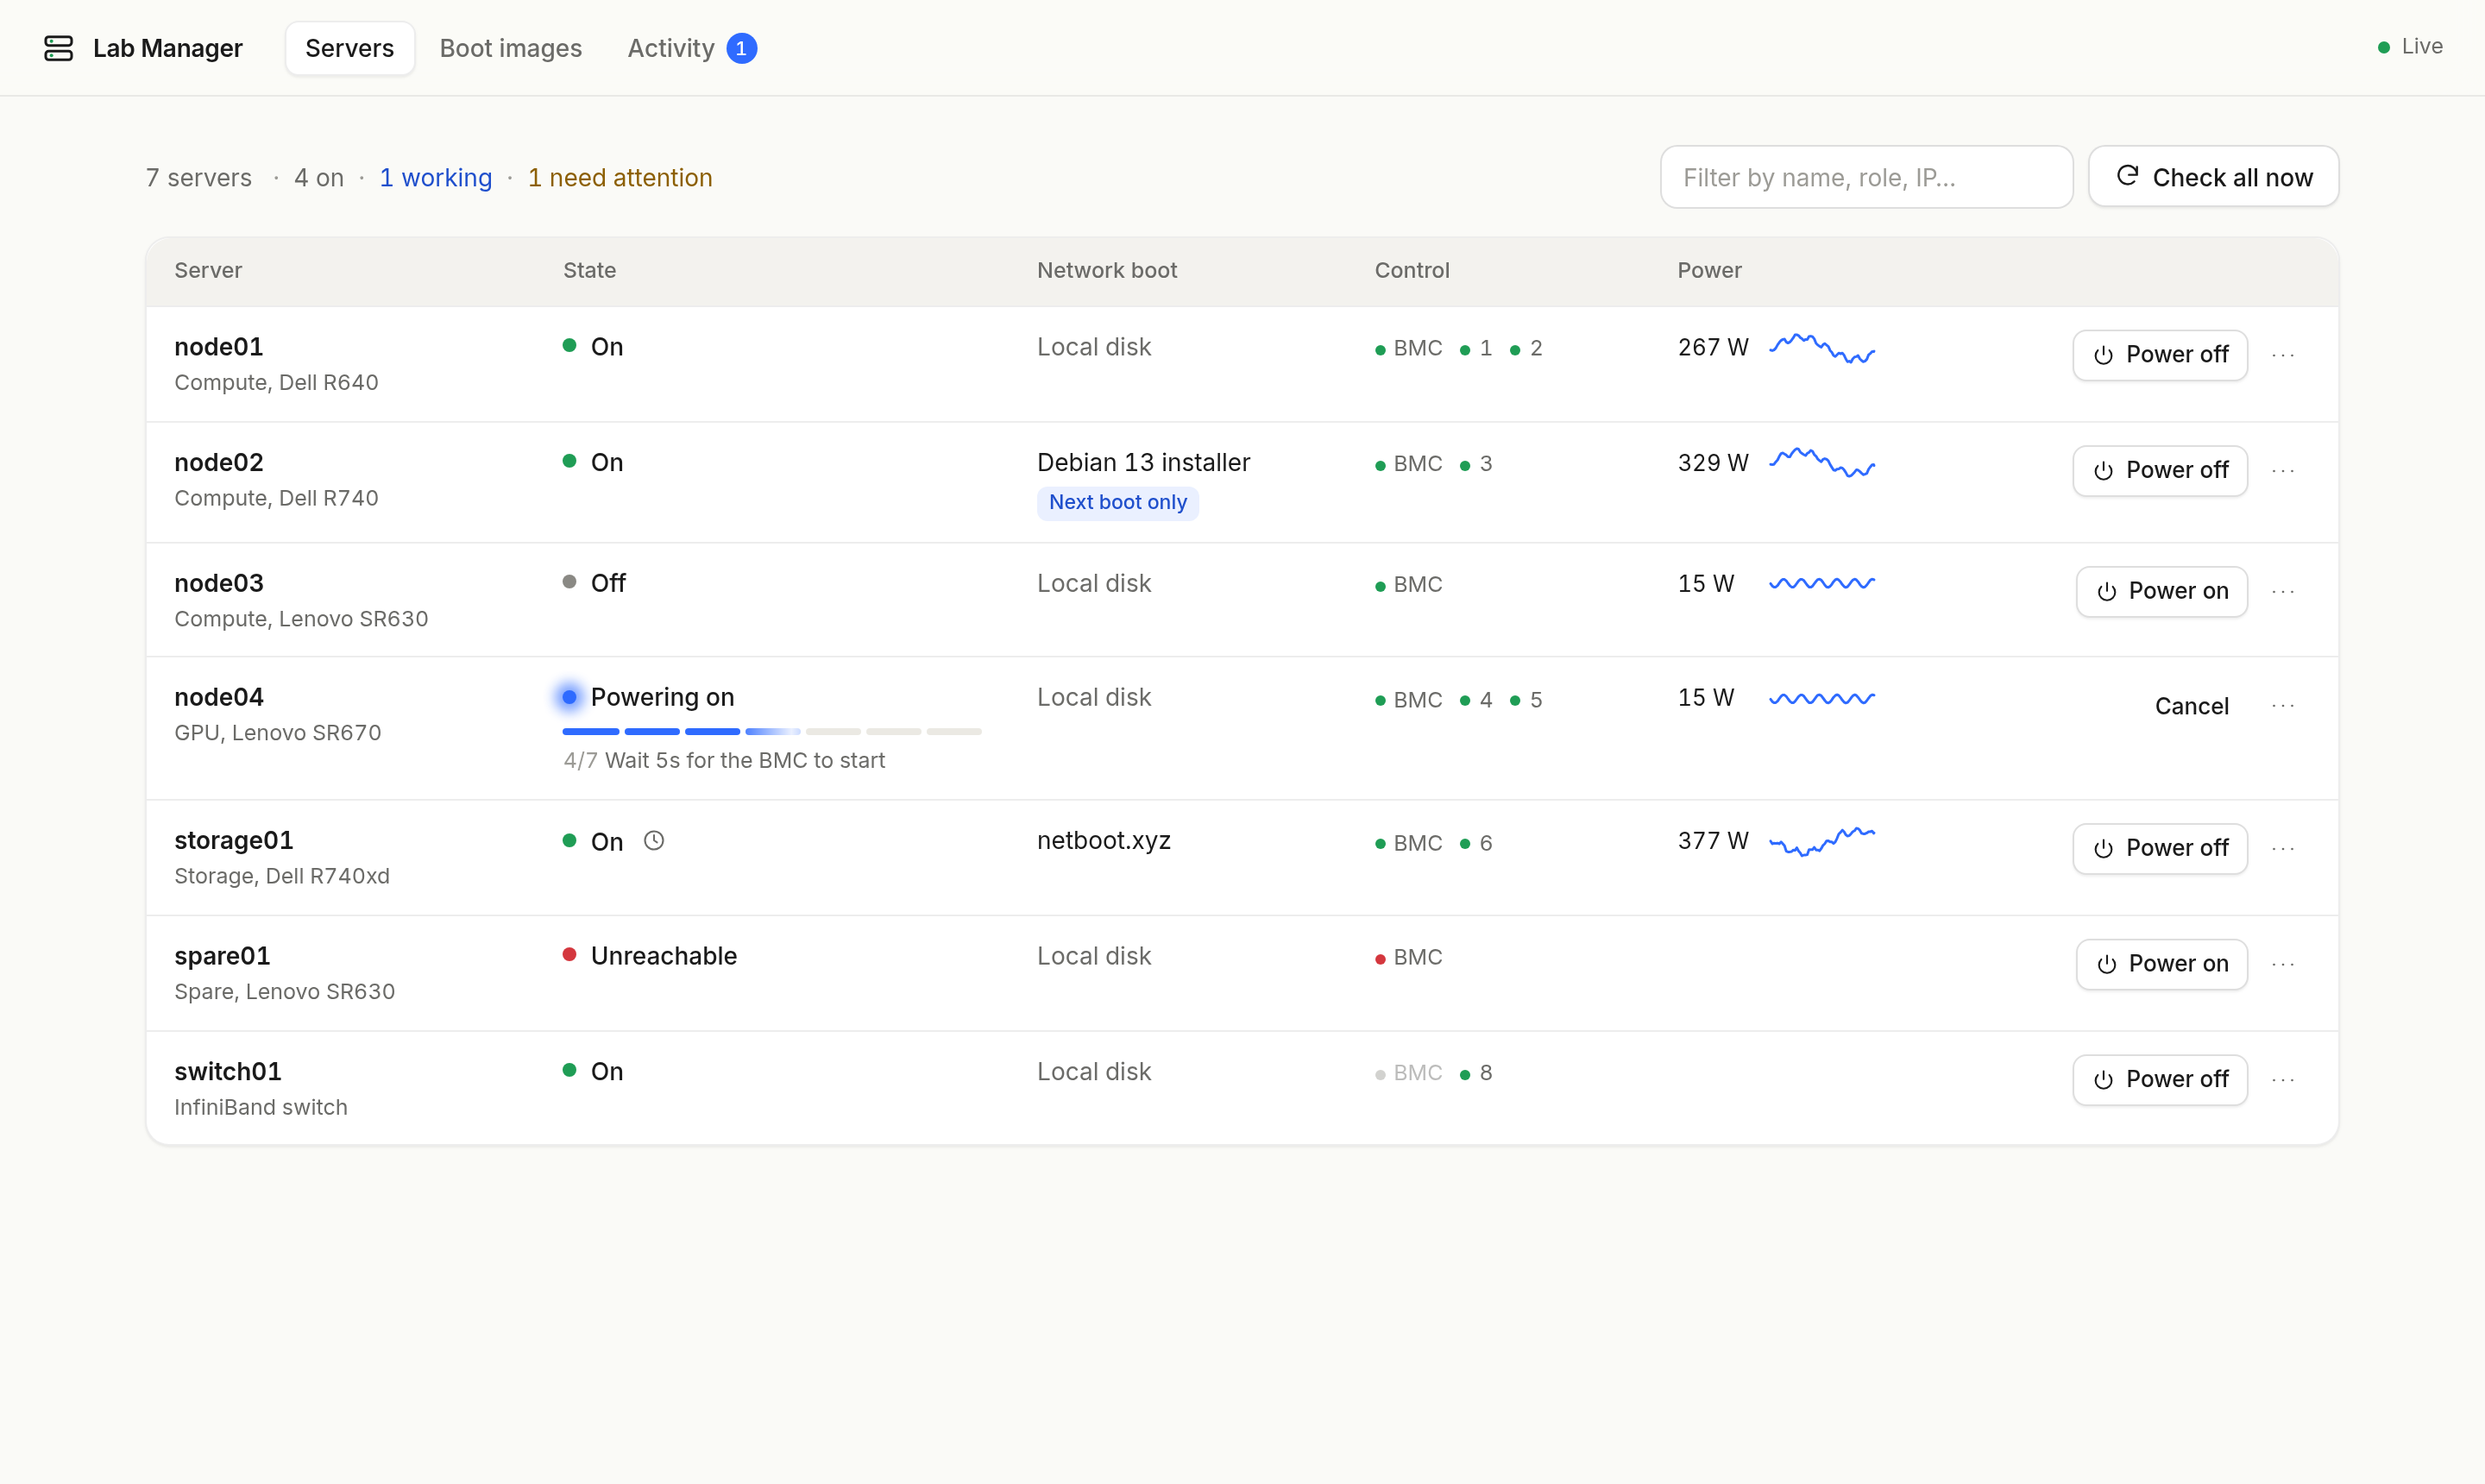 Lab Manager Servers Boot images Activity 1 Live
7 servers · 4 on · 1 working · 1 need attention Filter by name, role, IP... Check all now
Server State Network boot Control Power
node01 On Local disk BMC 1 2 267 W Power off ...
Compute, Dell R640
node02 On Debian 13 installer BMC 3 329 W Power off ...
Compute, Dell R740 Next boot only
node03 Off Local disk BMC 15 W Power on ...
Compute, Lenovo SR630
node04 Powering on Local disk BMC 4 5 15 W Cancel ...
GPU, Lenovo SR670
4/7 Wait 5s for the BMC to start
storage01 On netboot.xyz BMC 6 377 W Power off ...
Storage, Dell R740xd
spare01 Unreachable Local disk BMC Power on ...
Spare, Lenovo SR630
switch01 On Local disk BMC 8 Power off ...
InfiniBand switch